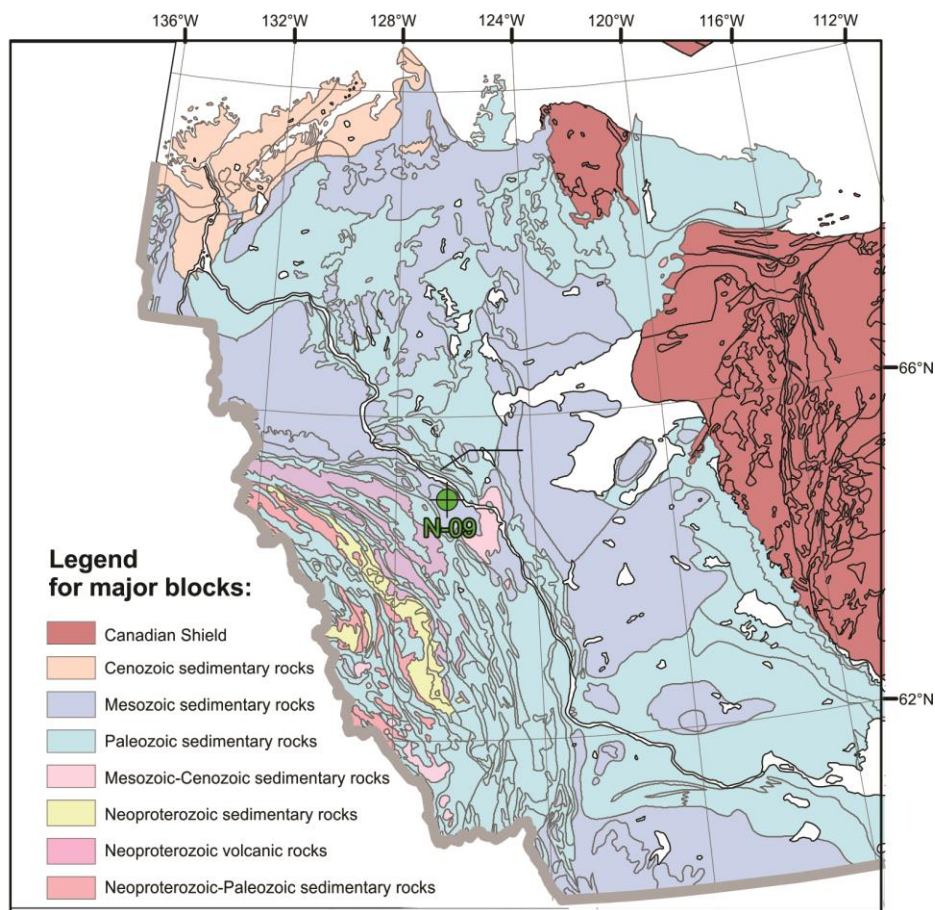 136°W 132°W 128°W 124°W 120°W 116°W 112°W
66°N
N-09
62°N
Legend
for major blocks:
Canadian Shield
Cenozoic sedimentary rocks
Mesozoic sedimentary rocks
Paleozoic sedimentary rocks
Mesozoic-Cenozoic sedimentary rocks
Neoproterozoic sedimentary rocks
Neoproterozoic volcanic rocks
Neoproterozoic-Paleozoic sedimentary rocks